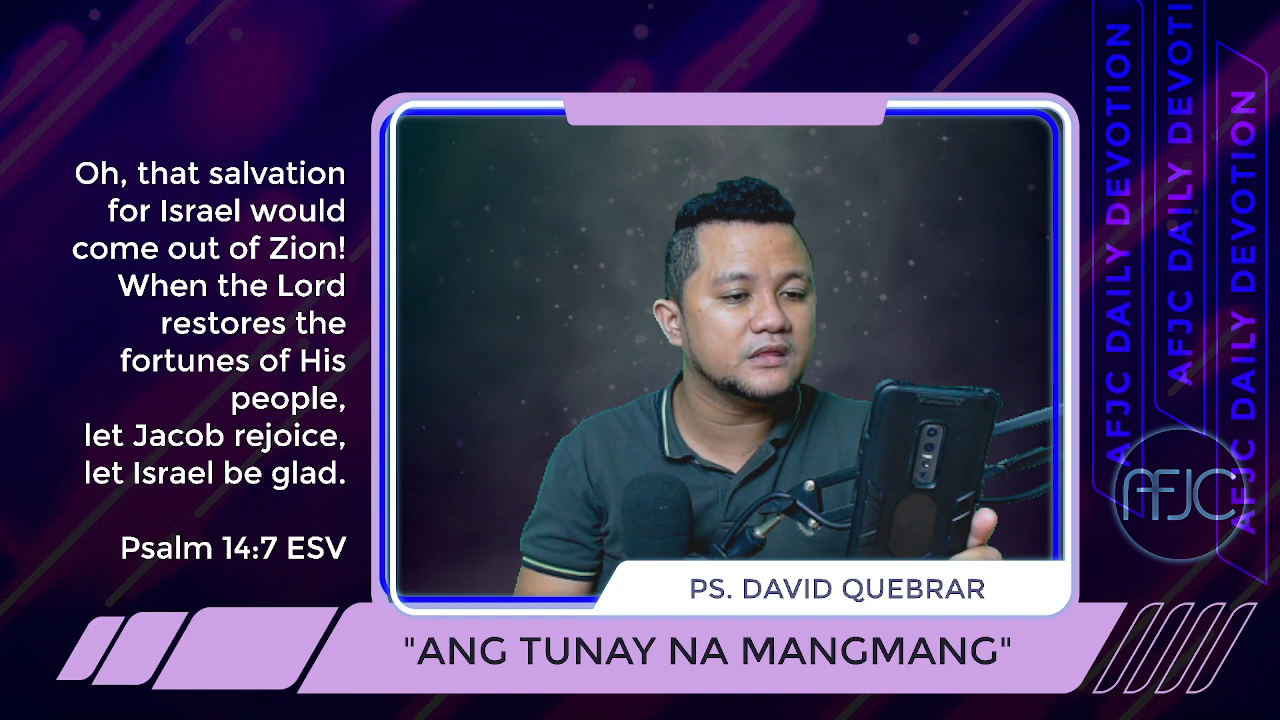 Oh, that salvation
for Israel would
come out of Zion!
When the Lord
restores the
fortunes of His
people,
let Jacob rejoice,
let Israel be glad.
Psalm 14:7 ESV
PS. DAVID QUEBRAR
"ANG TUNAY NA MANGMANG"
AFJC DAILY DEVOTION
AFJC DAILY DEVOTI
AFJC DAILY DEVOTION
AFJC